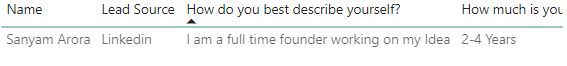 Name Lead Source How do you best describe yourself? How much is you
Sanyam Arora Linkedin I am a full time founder working on my Idea 2-4 Years